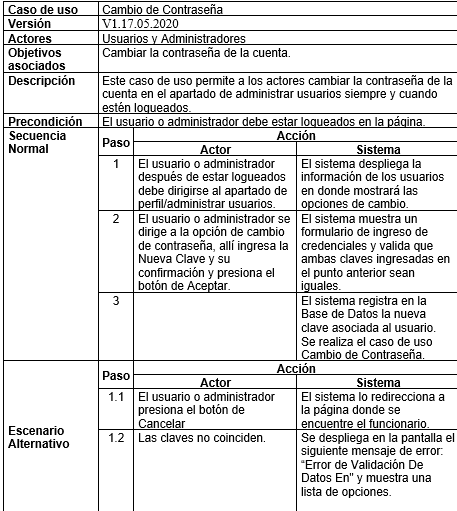 Caso de uso Cambio de Contraseña
Versión V1.17.05.2020
Actores Usuarios y Administradores
Objetivos asociados Cambiar la contraseña de la cuenta.
Descripción Este caso de uso permite a los actores cambiar la contraseña de la
cuenta en el apartado de administrar usuarios siempre y cuando
estén logueados.
Precondición El usuario o administrador debe estar logueados en la página.
Secuencia Normal
Paso Acción
Actor Sistema
1
El usuario o administrador
después de estar logueados
debe dirigirse al apartado de
perfil/administrar usuarios.
El sistema despliega la
información de los usuarios
en donde mostrará las
opciones de cambio.
2
El usuario o administrador se
dirige a la opción de cambio
de contraseña, allí ingresa la
Nueva Clave y su
confirmación y presiona el
botón de Aceptar.
El sistema muestra un
formulario de ingreso de
credenciales y valida que
ambas claves ingresadas en
el punto anterior sean
iguales.
3
El sistema registra en la
Base de Datos la nueva
clave asociada al usuario.
Se realiza el caso de uso
Cambio de Contraseña.
Escenario Alternativo
Paso Acción
Actor Sistema
1.1
El usuario o administrador
presiona el botón de
Cancelar
El sistema lo redirecciona a
la página donde se
encuentre el funcionario.
1.2
Las claves no coinciden.
Se despliega en la pantalla el
siguiente mensaje de error:
“Error de Validación De
Datos En” y muestra una
lista de opciones.